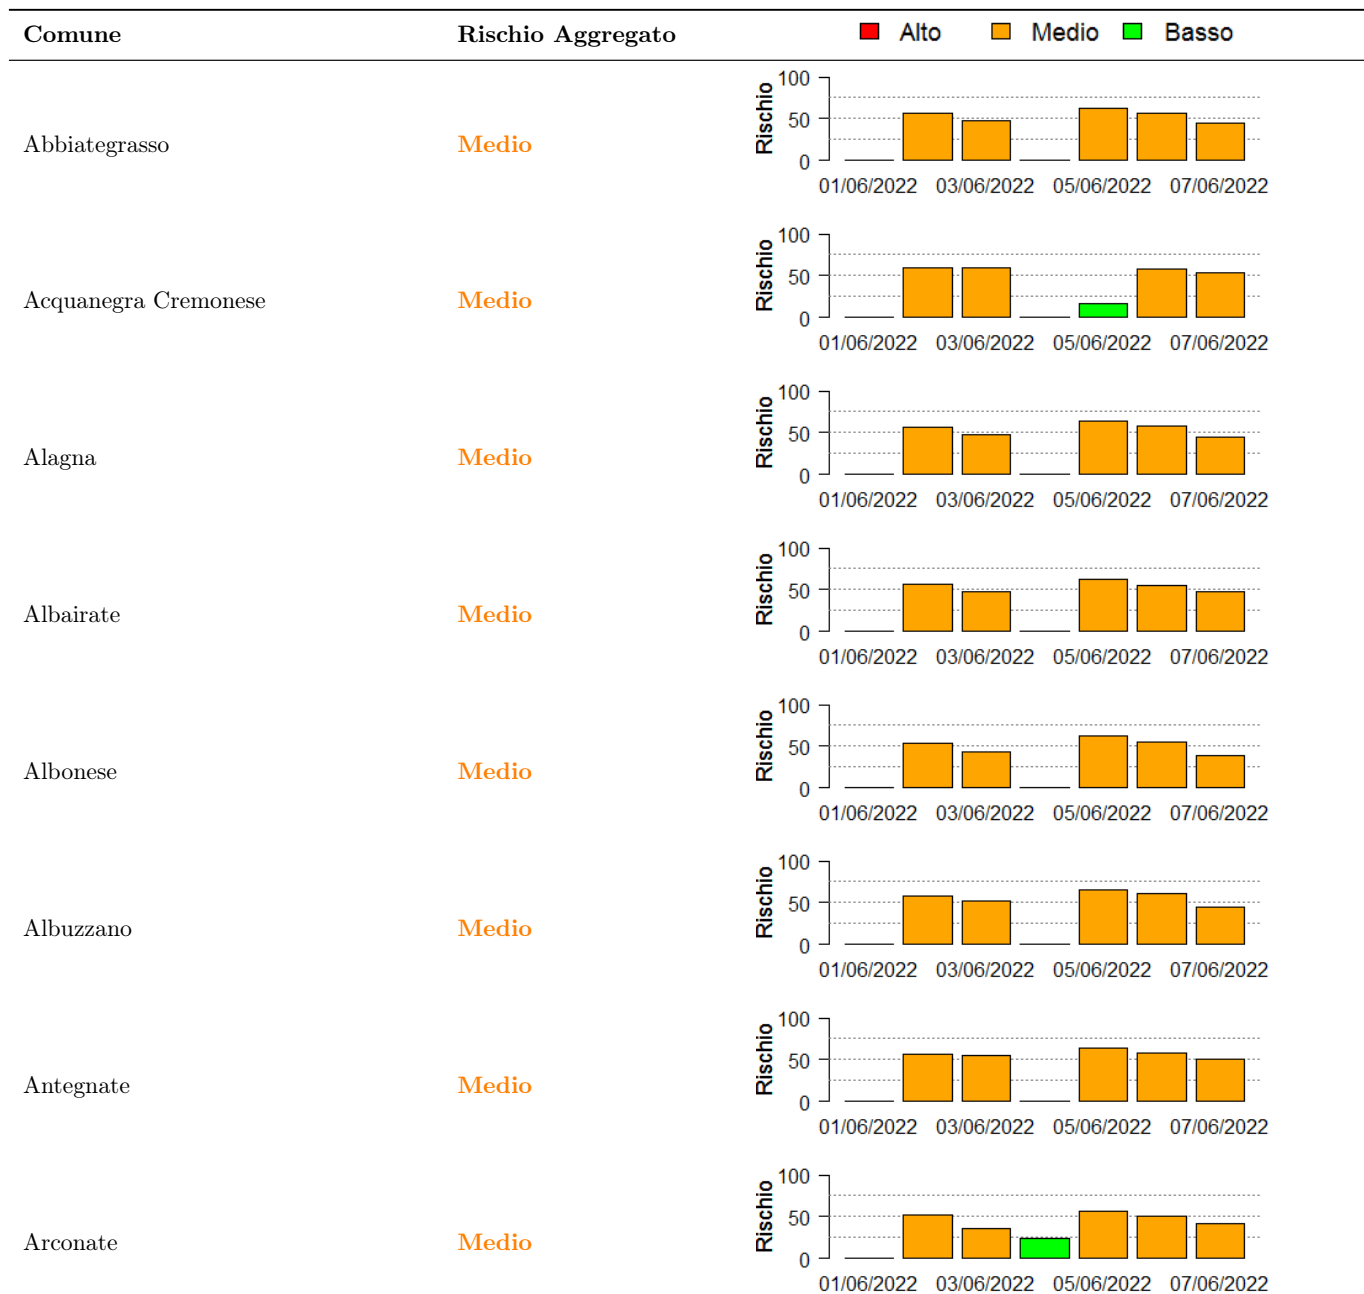 Comune Rischio Aggregato Alto Medio Basso
100
50
0
Rischio
Abbiategrasso Medio
01/06/2022 03/06/2022 05/06/2022 07/06/2022
100
50
0
Rischio
Acquanegra Cremonese Medio
01/06/2022 03/06/2022 05/06/2022 07/06/2022
100
50
0
Rischio
Alagna Medio
01/06/2022 03/06/2022 05/06/2022 07/06/2022
100
50
0
Rischio
Albairate Medio
01/06/2022 03/06/2022 05/06/2022 07/06/2022
100
50
0
Rischio
Albonese Medio
01/06/2022 03/06/2022 05/06/2022 07/06/2022
100
50
0
Rischio
Albuzzano Medio
01/06/2022 03/06/2022 05/06/2022 07/06/2022
100
50
0
Rischio
Antegnate Medio
01/06/2022 03/06/2022 05/06/2022 07/06/2022
100
50
0
Rischio
Arconate Medio
01/06/2022 03/06/2022 05/06/2022 07/06/2022